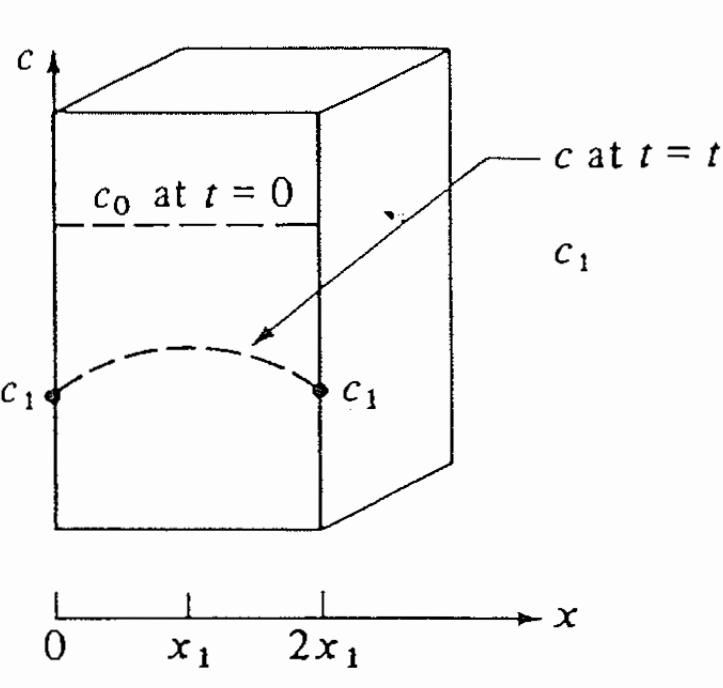 c
c at t = t
c₀ at t = 0
c₁
c₁
c₁
x
0
x₁
2x₁